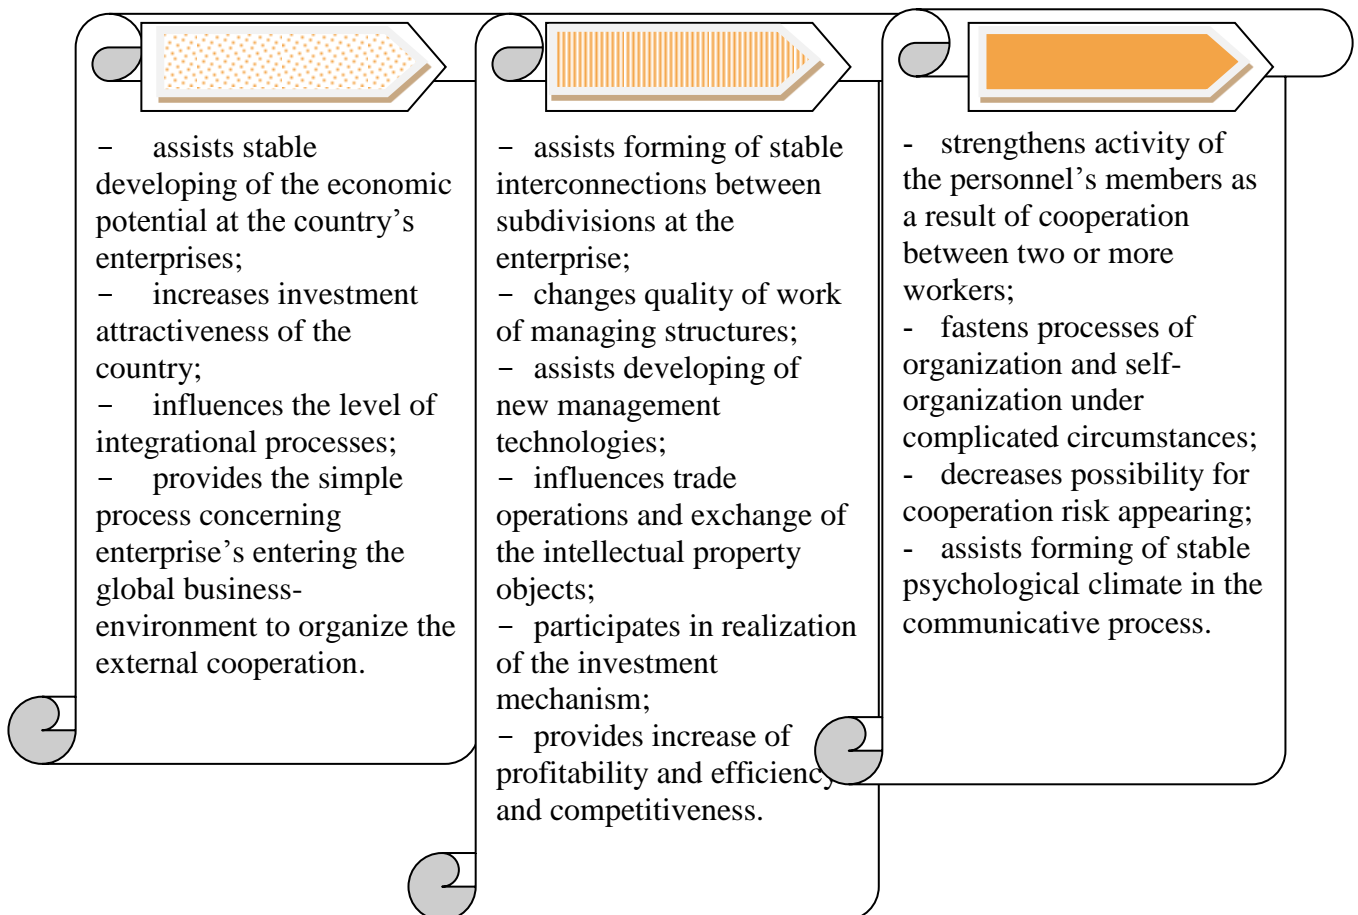 – assists stable
developing of the economic
potential at the country’s
enterprises;
– increases investment
attractiveness of the
country;
– influences the level of
integrational processes;
– provides the simple
process concerning
enterprise’s entering the
global business-
environment to organize the
external cooperation.
– assists forming of stable
interconnections between
subdivisions at the
enterprise;
– changes quality of work
of managing structures;
– assists developing of
new management
technologies;
– influences trade
operations and exchange of
the intellectual property
objects;
– participates in realization
of the investment
mechanism;
– provides increase of
profitability and efficiency
and competitiveness.
- strengthens activity of
the personnel’s members as
a result of cooperation
between two or more
workers;
- fastens processes of
organization and self-
organization under
complicated circumstances;
- decreases possibility for
cooperation risk appearing;
- assists forming of stable
psychological climate in the
communicative process.